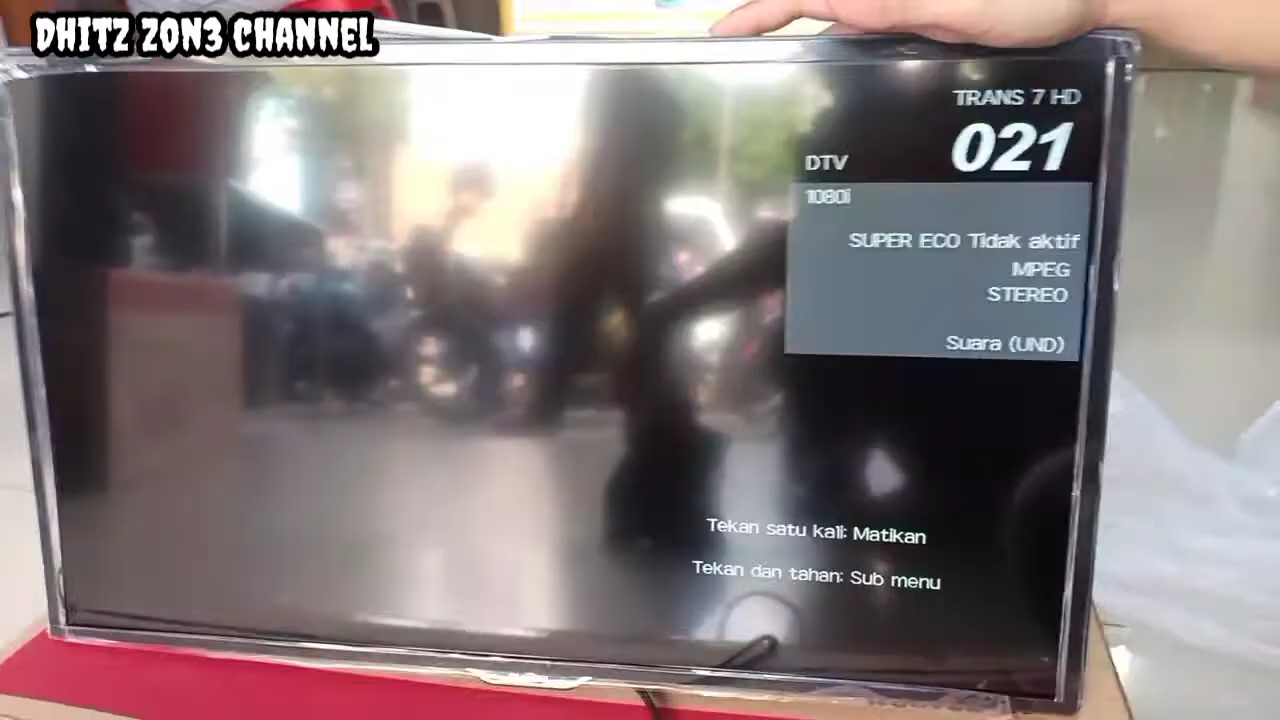 DHITZ ZON3 CHANNEL
TRANS 7 HD
021
DTV
1080i
SUPER ECO Tidak aktif
MPEG
STEREO
Suara (UND)
Tekan satu kali: Matikan
Tekan dan tahan: Sub menu